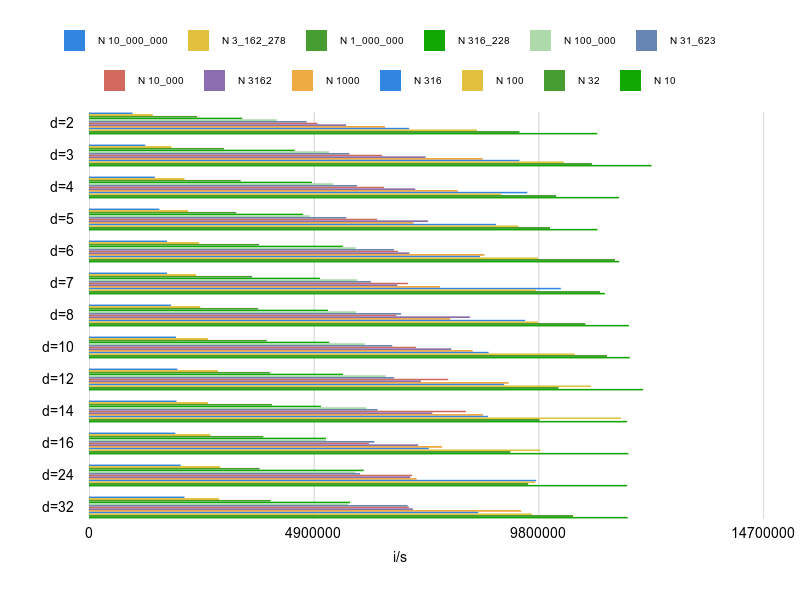 N 10_000_000 N 3_162_278 N 1_000_000 N 316_228 N 100_000 N 31_623
N 10_000 N 3162 N 1000 N 316 N 100 N 32 N 10
d=2
d=3
d=4
d=5
d=6
d=7
d=8
d=10
d=12
d=14
d=16
d=24
d=32
0 4900000 9800000 14700000
i/s